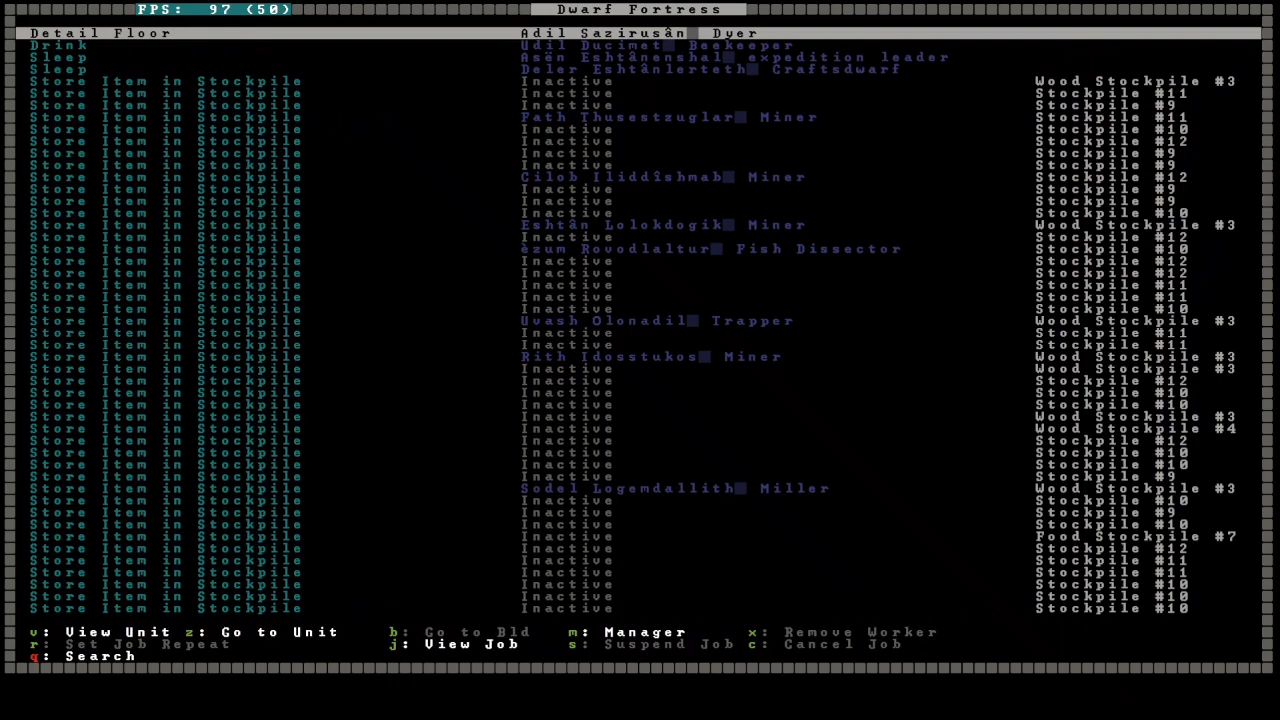 FPS: 97 (50) Dwarf Fortress
Detail Floor Adil Sazirusân Dyer
Drink Udil Ducimet Beekeeper
Sleep Asën Eshtânenshal expedition leader
Sleep Deler Eshtânlerteth Craftsdwarf
Store Item in Stockpile Inactive Wood Stockpile #3
Store Item in Stockpile Inactive Stockpile #11
Store Item in Stockpile Inactive Stockpile #9
Store Item in Stockpile Fath Thusestzuglar Miner Stockpile #11
Store Item in Stockpile Inactive Stockpile #10
Store Item in Stockpile Inactive Stockpile #12
Store Item in Stockpile Inactive Stockpile #9
Store Item in Stockpile Inactive Stockpile #9
Store Item in Stockpile Cilob Iliddîshmab Miner Stockpile #12
Store Item in Stockpile Inactive Stockpile #9
Store Item in Stockpile Inactive Stockpile #9
Store Item in Stockpile Inactive Stockpile #10
Store Item in Stockpile Eshtân Lolokdogik Miner Wood Stockpile #3
Store Item in Stockpile Inactive Stockpile #12
Store Item in Stockpile èzum Rovodlaltur Fish Dissector Stockpile #10
Store Item in Stockpile Inactive Stockpile #12
Store Item in Stockpile Inactive Stockpile #12
Store Item in Stockpile Inactive Stockpile #11
Store Item in Stockpile Inactive Stockpile #11
Store Item in Stockpile Inactive Stockpile #10
Store Item in Stockpile Uvash Olonadil Trapper Wood Stockpile #3
Store Item in Stockpile Inactive Stockpile #11
Store Item in Stockpile Inactive Stockpile #11
Store Item in Stockpile Rith Idosstukos Miner Wood Stockpile #3
Store Item in Stockpile Inactive Wood Stockpile #3
Store Item in Stockpile Inactive Stockpile #12
Store Item in Stockpile Inactive Stockpile #10
Store Item in Stockpile Inactive Stockpile #10
Store Item in Stockpile Inactive Wood Stockpile #3
Store Item in Stockpile Inactive Wood Stockpile #4
Store Item in Stockpile Inactive Stockpile #12
Store Item in Stockpile Inactive Stockpile #10
Store Item in Stockpile Inactive Stockpile #10
Store Item in Stockpile Inactive Stockpile #9
Store Item in Stockpile Sodel Logemdallith Miller Wood Stockpile #3
Store Item in Stockpile Inactive Stockpile #10
Store Item in Stockpile Inactive Stockpile #9
Store Item in Stockpile Inactive Stockpile #10
Store Item in Stockpile Inactive Food Stockpile #7
Store Item in Stockpile Inactive Stockpile #12
Store Item in Stockpile Inactive Stockpile #11
Store Item in Stockpile Inactive Stockpile #11
Store Item in Stockpile Inactive Stockpile #10
Store Item in Stockpile Inactive Stockpile #10
Store Item in Stockpile Inactive Stockpile #10
v: View Unit z: Go to Unit b: Go to Bld m: Manager x: Remove Worker
r: Set Job Repeat j: View Job s: Suspend Job c: Cancel Job
q: Search